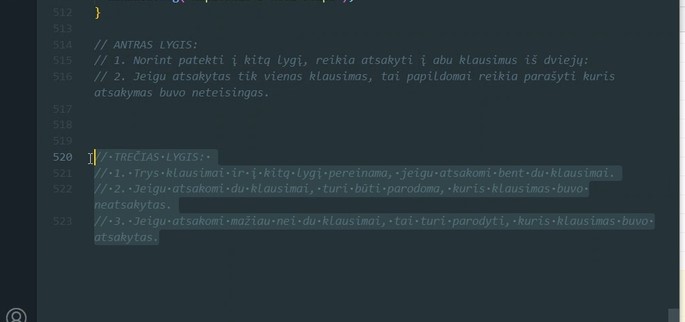 512 }
513
514 // ANTRAS LYGIS:
515 // 1. Norint patekti į kitą lygį, reikia atsakyti į abu klausimus iš dviejų:
516 // 2. Jeigu atsakytas tik vienas klausimas, tai papildomai reikia parašyti kuris
atsakymas buvo neteisingas.
517
518
519
520 // TREČIAS LYGIS:
521 // 1. Trys klausimai ir į kitą lygį pereinama, jeigu atsakomi bent du klausimai.
522 // 2. Jeigu atsakomi du klausimai, turi būti parodoma, kuris klausimas buvo
neatsakytas.
523 // 3. Jeigu atsakomi mažiau nei du klausimai, tai turi parodyti, kuris klausimas buvo
atsakytas.